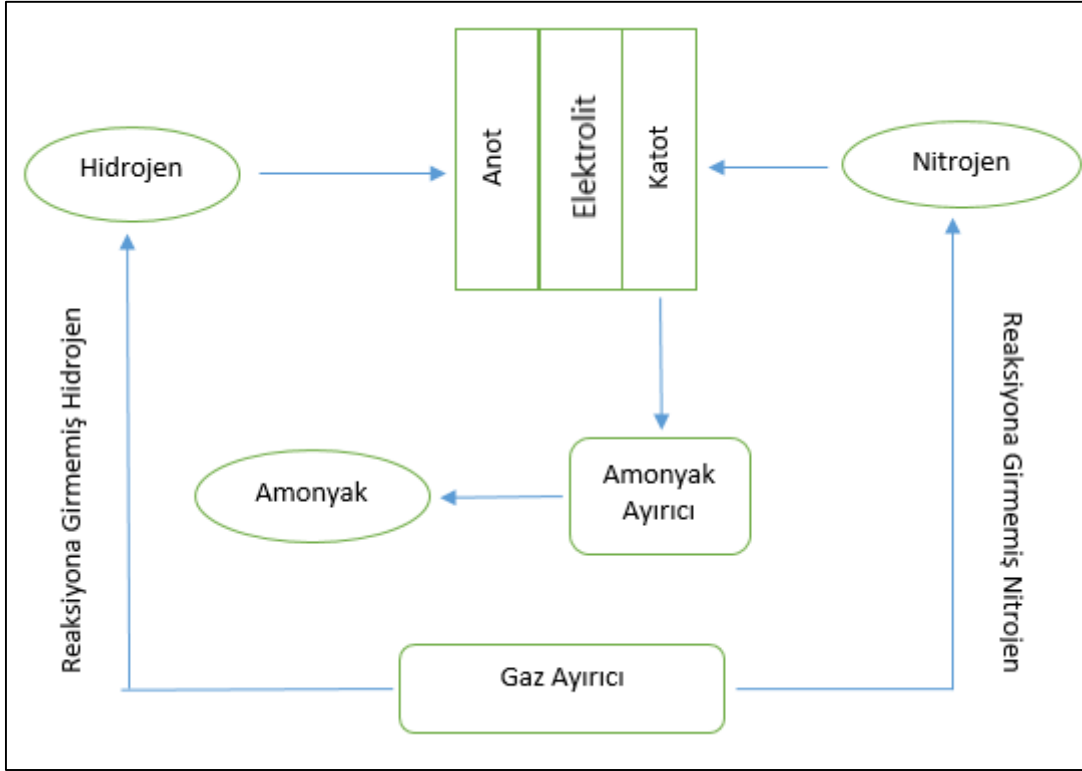 Hidrojen
Anot
Elektrolit
Katot
Nitrojen
Reaksiyona Girmemiş Hidrojen
Reaksiyona Girmemiş Nitrojen
Amonyak
Amonyak
Ayırıcı
Gaz Ayırıcı